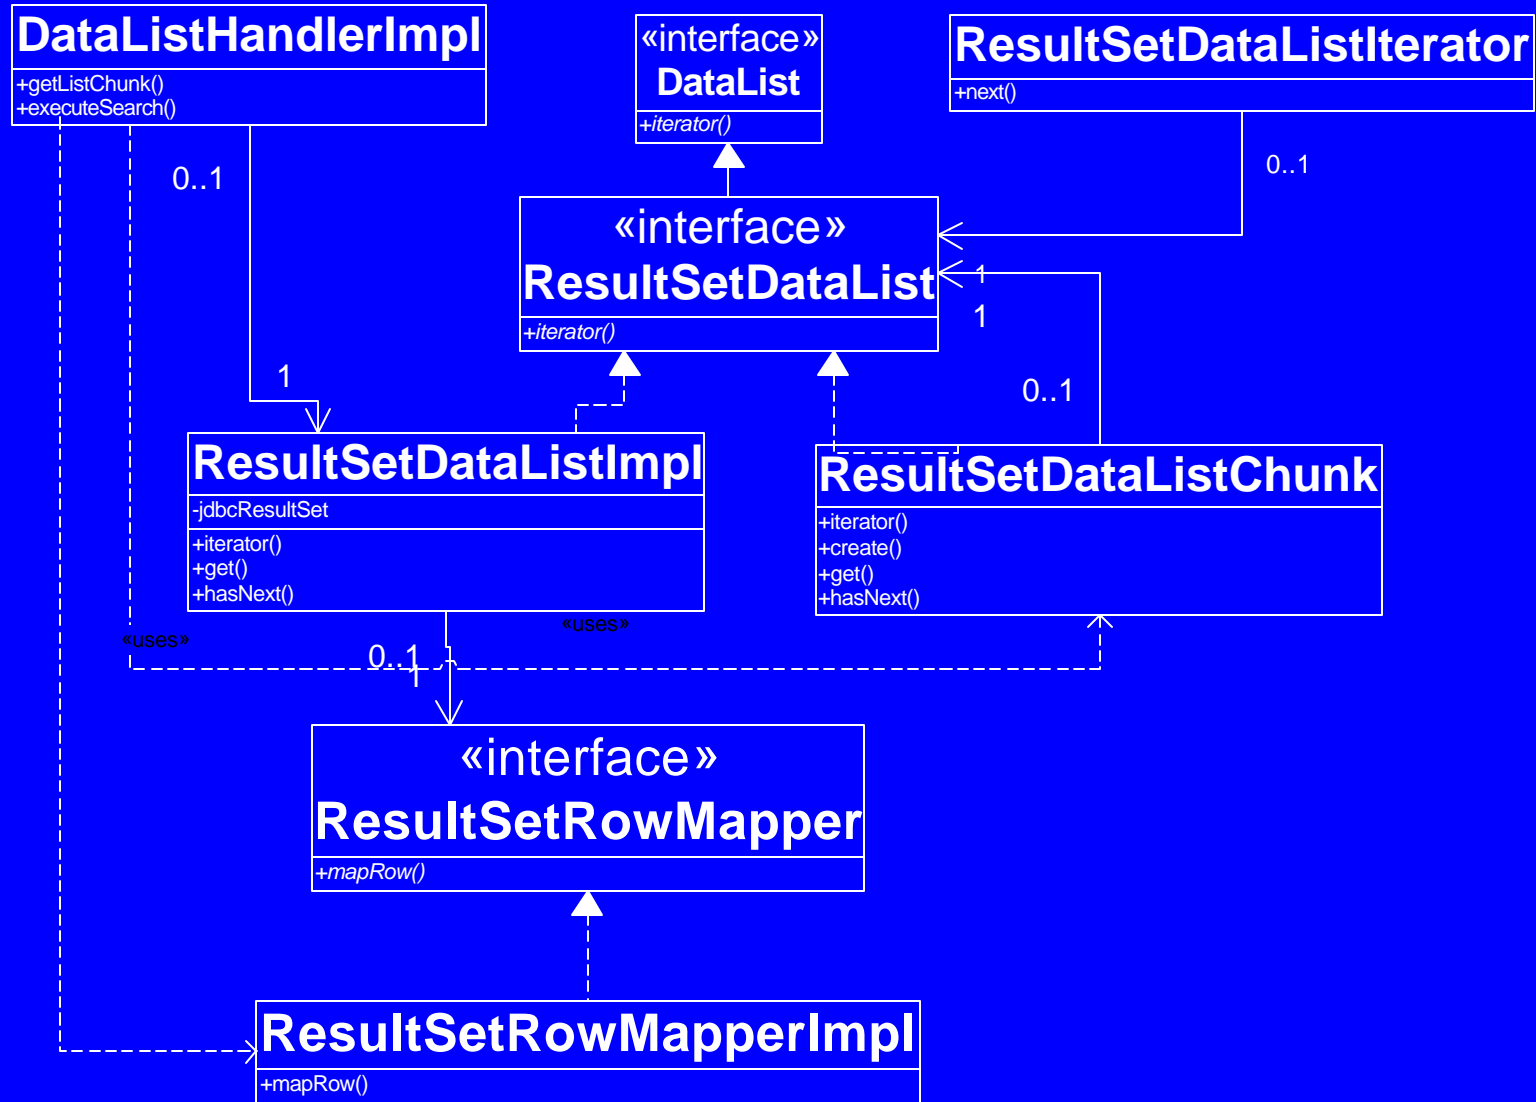 DataListHandlerImpl
+getListChunk()
+executeSearch()
«interface»
DataList
+iterator()
ResultSetDataListIterator
+next()
0..1
0..1
«interface»
ResultSetDataList
+iterator()
1
1
1
0..1
ResultSetDataListImpl
-jdbcResultSet
+iterator()
+get()
+hasNext()
ResultSetDataListChunk
+iterator()
+create()
+get()
+hasNext()
«uses»
«uses»
0..1
1
«interface»
ResultSetRowMapper
+mapRow()
ResultSetRowMapperImpl
+mapRow()